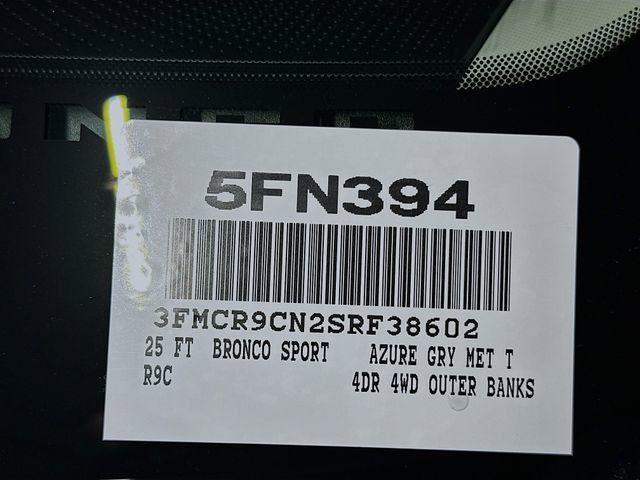 5FN394
3FMCR9CN2SRF38602
25 FT BRONCO SPORT AZURE GRY MET T
R9C 4DR 4WD OUTER BANKS